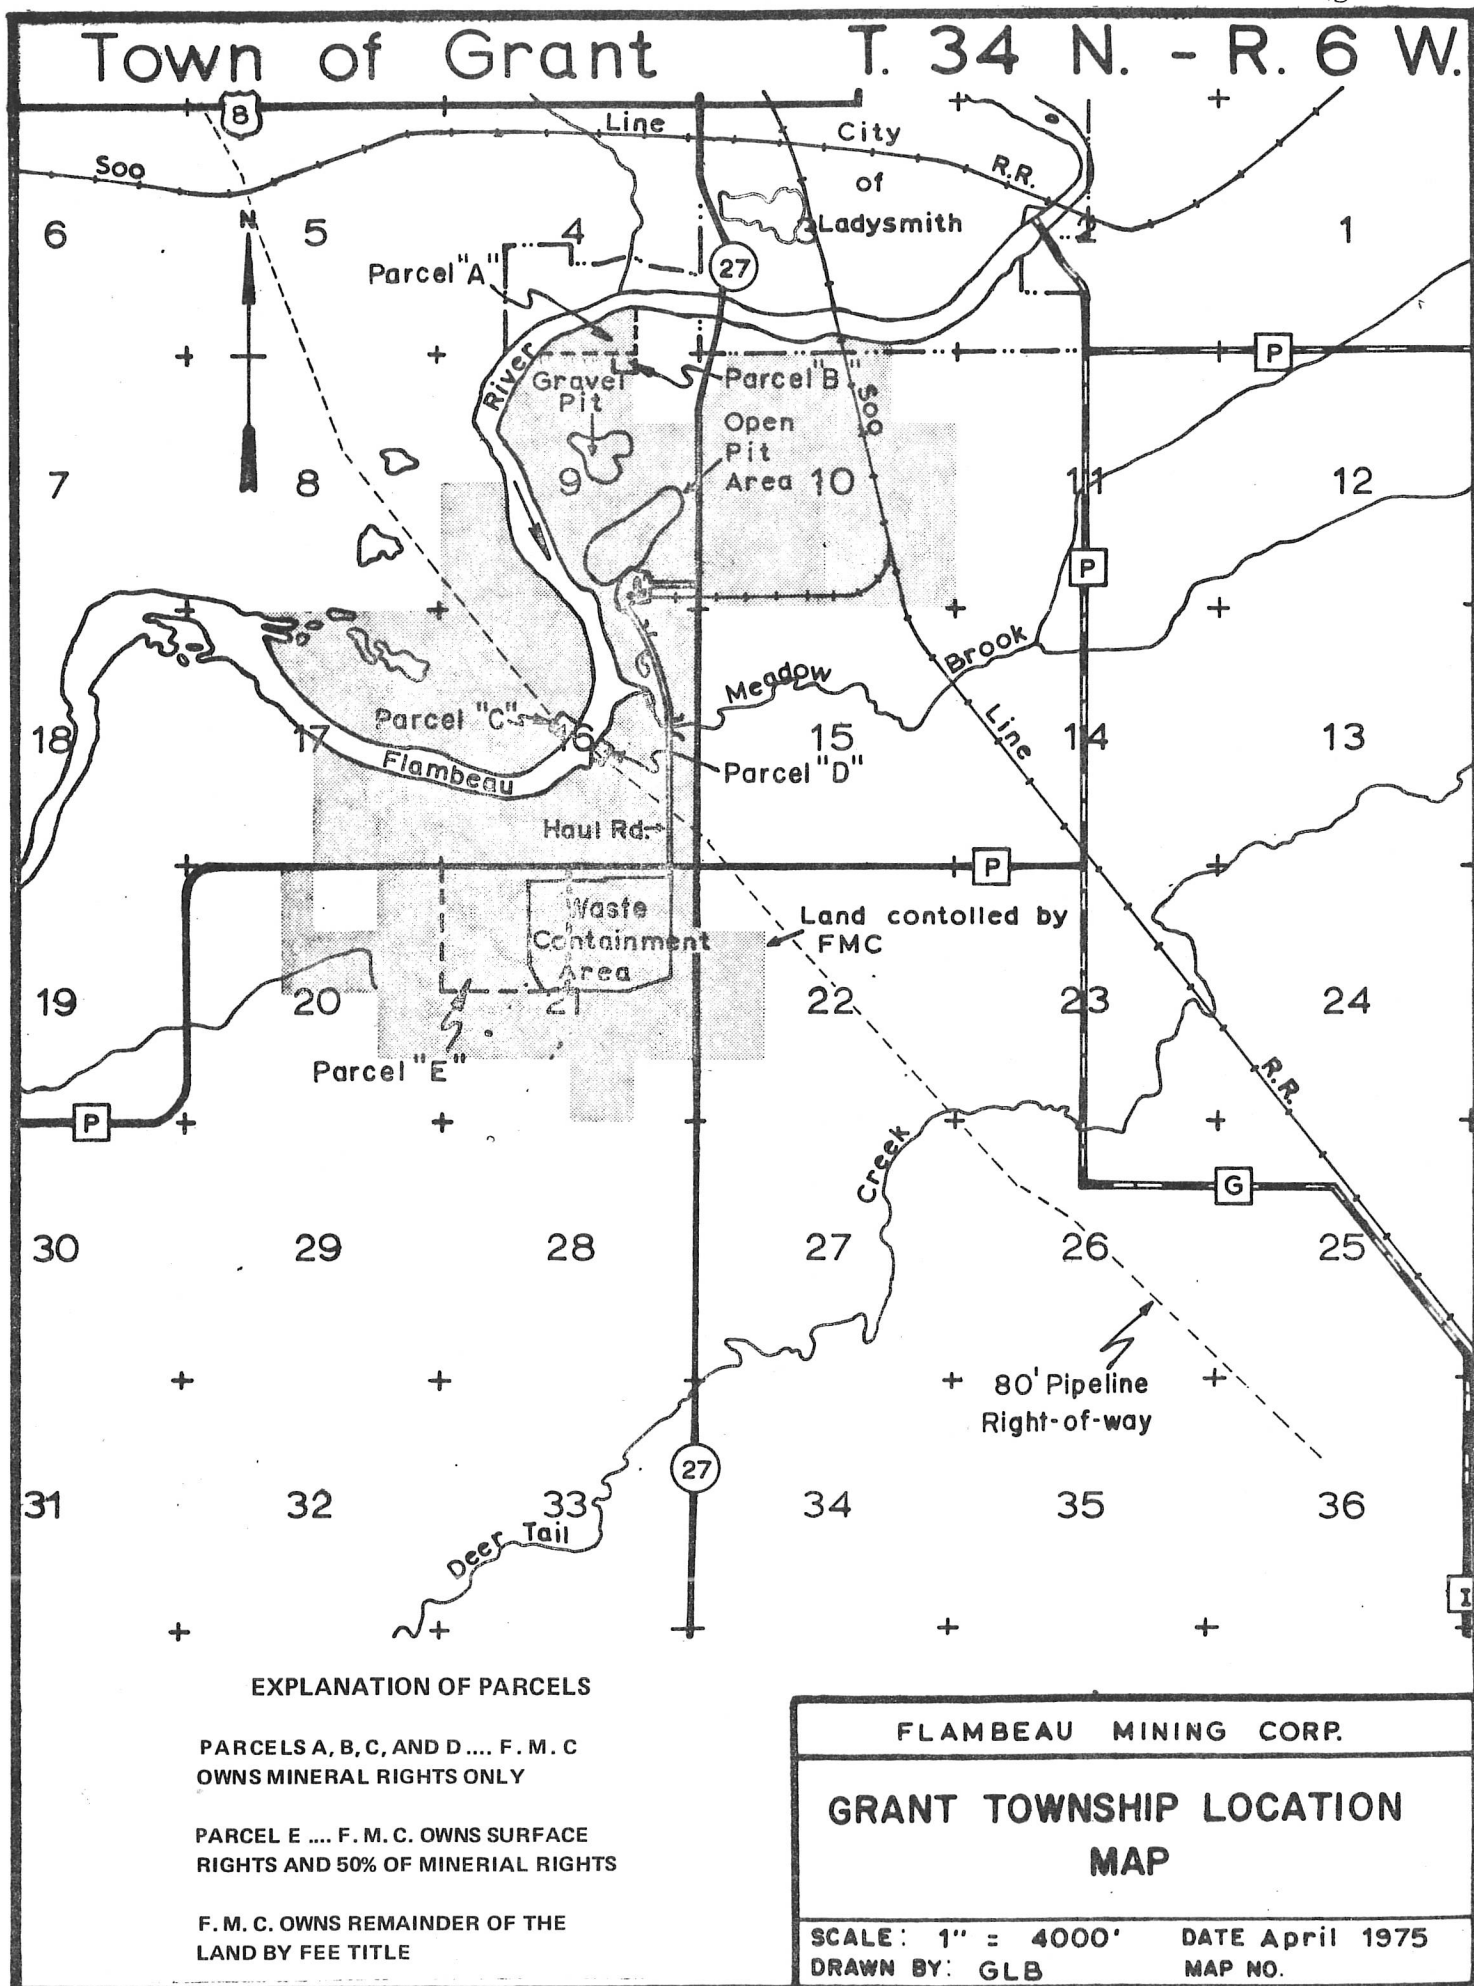 Town of Grant T. 34 N. - R. 6 W.
8
Soo Line R.R.
City
of
Ladysmith
N
6 5 4 3 2 1
Parcel "A"
27
River
Parcel "B"
P
Gravel
Pit
Open
Pit
Area
Soo
7 8 9 10 11 12
P
Meadow Brook
Parcel "C"
18 17 16 15 14 13
Flambeau
Parcel "D"
Line
Haul Rd.
P
Waste
Containment
Area
Land contolled by
FMC
19 20 21 22 23 24
Parcel "E"
R.R.
P
Creek
G
30 29 28 27 26 25
80' Pipeline
Right-of-way
27
31 32 33 34 35 36
Deer Tail
I
EXPLANATION OF PARCELS
PARCELS A, B, C, AND D .... F. M. C
OWNS MINERAL RIGHTS ONLY
PARCEL E .... F. M. C. OWNS SURFACE
RIGHTS AND 50% OF MINERIAL RIGHTS
F. M. C. OWNS REMAINDER OF THE
LAND BY FEE TITLE
FLAMBEAU MINING CORP.
GRANT TOWNSHIP LOCATION
MAP
SCALE: 1" = 4000' DATE April 1975
DRAWN BY: GLB MAP NO.